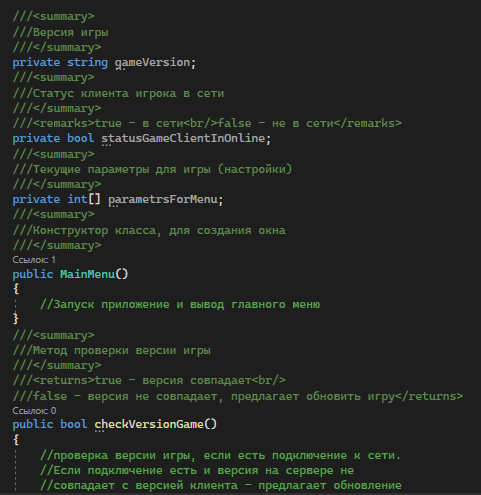 ///<summary>
///Версия игры
///</summary>
private string gameVersion;
///<summary>
///Статус клиента игрока в сети
///</summary>
///<remarks>true - в сети<br/>false - не в сети</remarks>
private bool statusGameClientInOnline;
///<summary>
///Текущие параметры для игры (настройки)
///</summary>
private int[] parametrsForMenu;
///<summary>
///Конструктор класса, для создания окна
///</summary>
Ссылок: 1
public MainMenu()
{
//Запуск приложение и вывод главного меню
}
///<summary>
///Метод проверки версии игры
///</summary>
///<returns>true - версия совпадает<br/>
///false - версия не совпадает, предлагает обновить игру</returns>
Ссылок: 0
public bool checkVersionGame()
{
//проверка версии игры, если есть подключение к сети.
//Если подключение есть и версия на сервере не
//совпадает с версией клиента - предлагает обновление